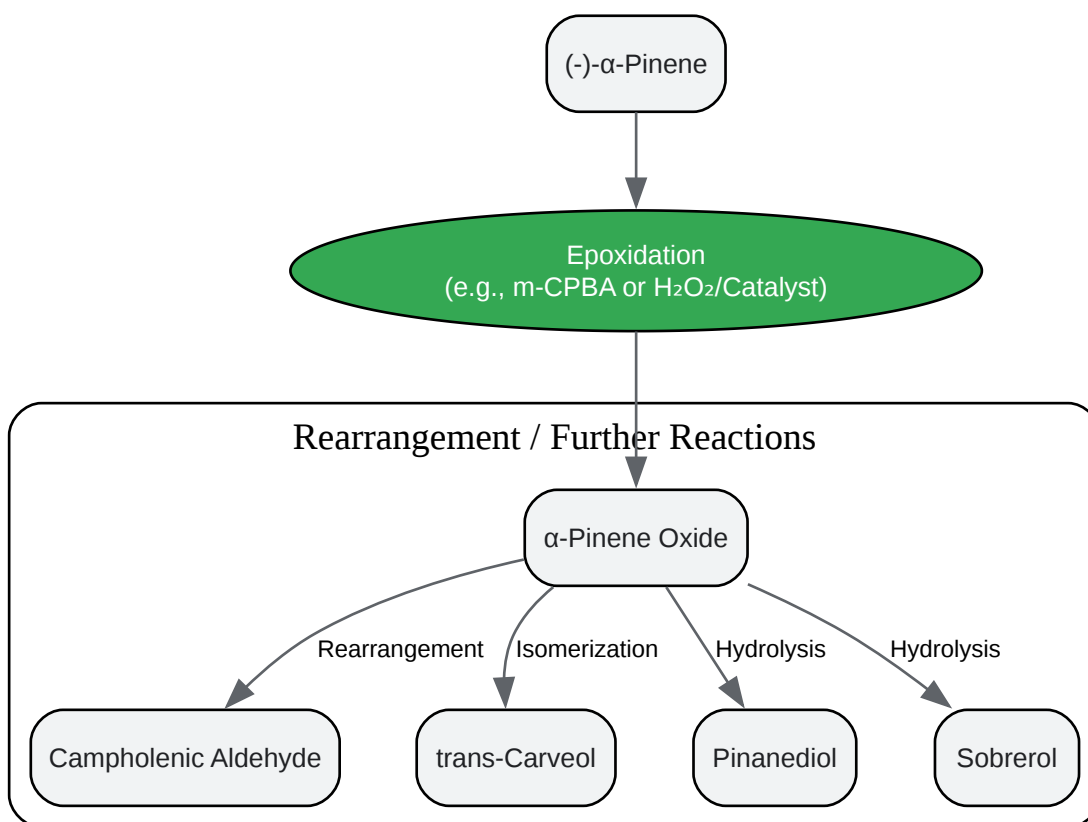 (-)-α-Pinene
Epoxidation
(e.g., m-CPBA or H₂O₂/Catalyst)
Rearrangement / Further Reactions
α-Pinene Oxide
Rearrangement
Isomerization
Hydrolysis
Hydrolysis
Campholenic Aldehyde
trans-Carveol
Pinanediol
Sobrerol